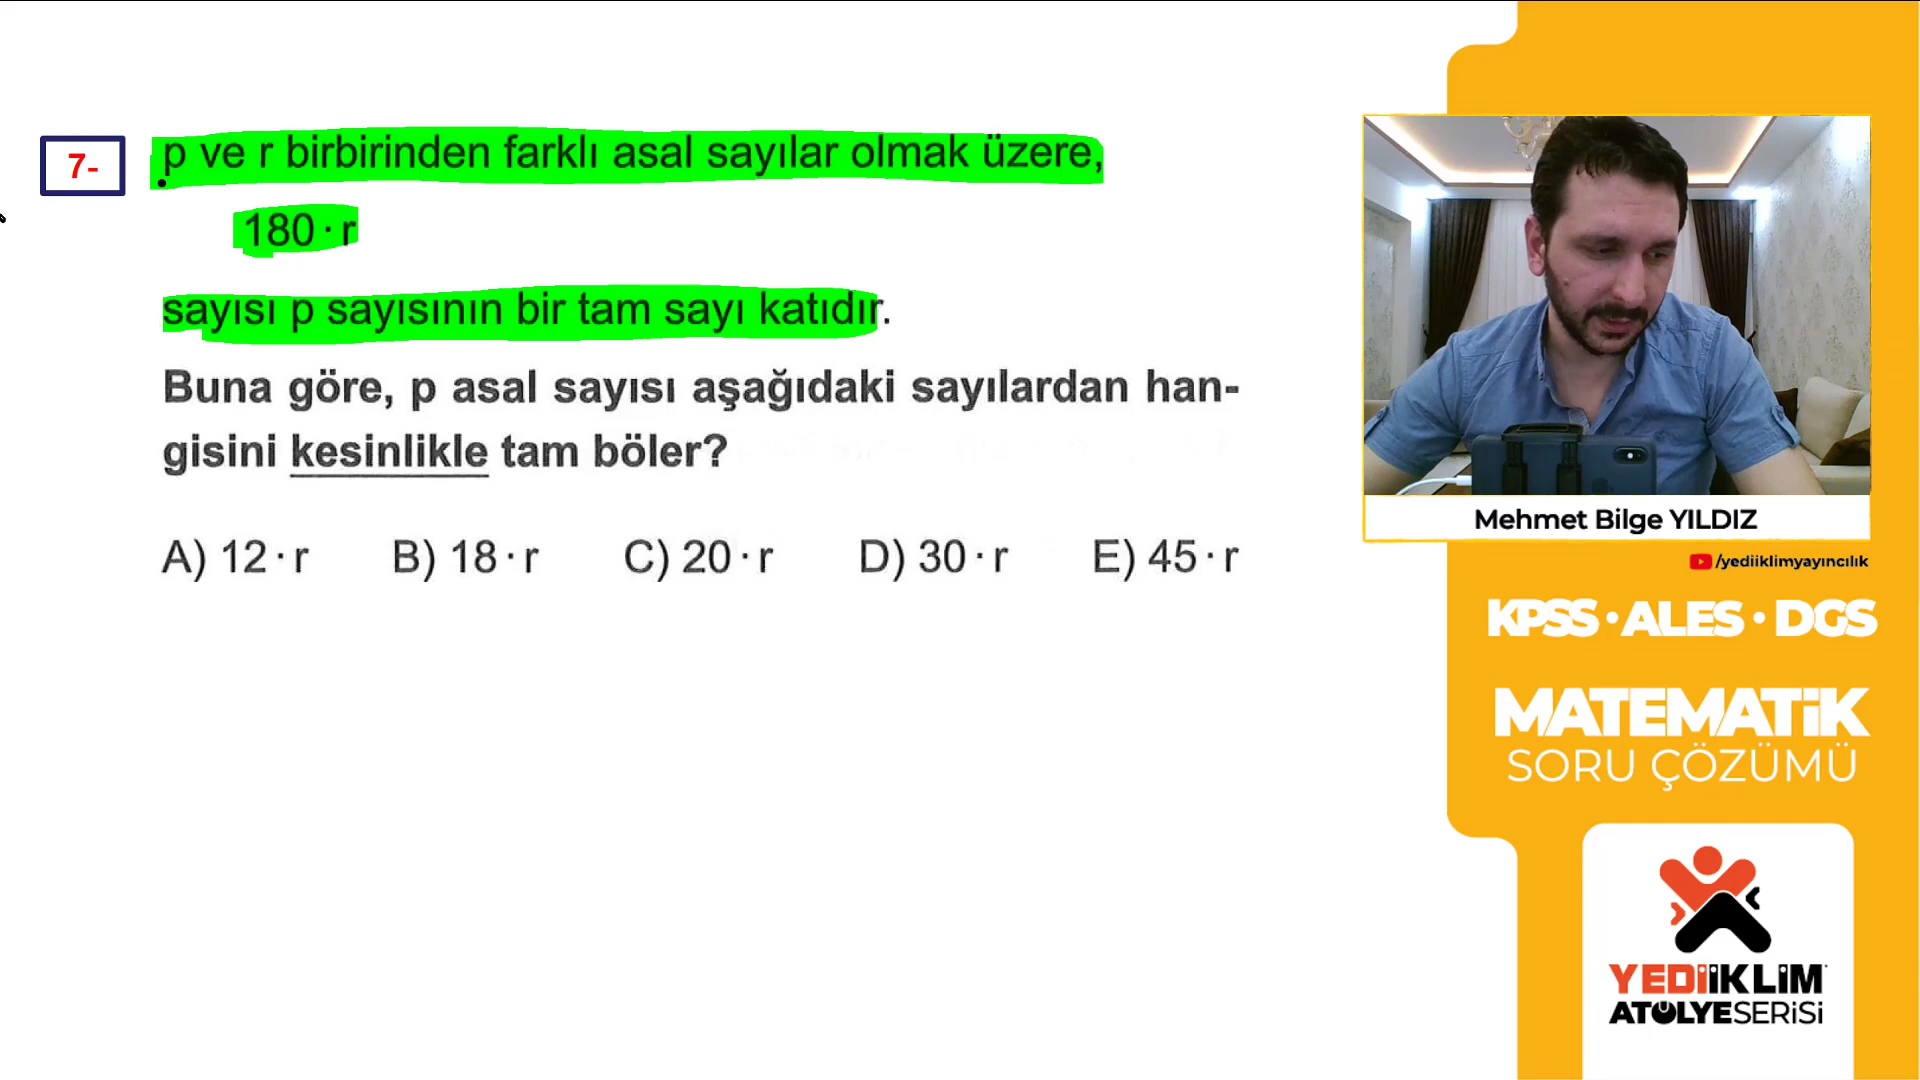 7-
p ve r birbirinden farklı asal sayılar olmak üzere,
180 · r
sayısı p sayısının bir tam sayı katıdır.
Buna göre, p asal sayısı aşağıdaki sayılardan han-
gisini kesinlikle tam böler?
A) 12 · r B) 18 · r C) 20 · r D) 30 · r E) 45 · r
Mehmet Bilge YILDIZ
/yediiklimyayıncılık
KPSS • ALES • DGS
MATEMATİK
SORU ÇÖZÜMÜ
YEDİİKLİM
ATÖLYESERİSİ